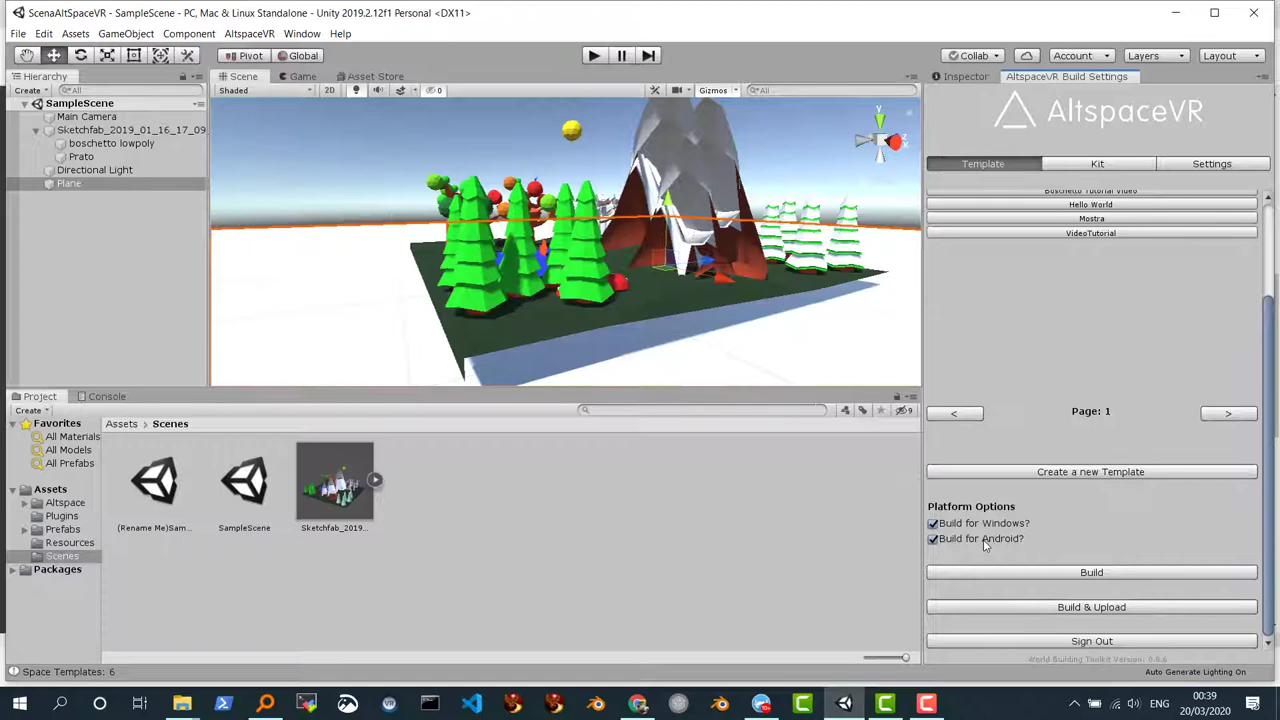 ScenaAltSpaceVR - SampleScene - PC, Mac & Linux Standalone - Unity 2019.2.12f1 Personal <DX11>
File Edit Assets GameObject Component AltspaceVR Window Help
Pivot Global Collab Account Layers Layout
Hierarchy Scene Game Asset Store Inspector AltspaceVR Build Settings
Create All Shaded 2D 0 Gizmos All
SampleScene
Main Camera
Sketchfab_2019_01_16_17_09
boschetto lowpoly
Prato
Directional Light
Plane
y
z
AltspaceVR
Template Kit Settings
Boschetto Tutorial Video
Hello World
Mostra
VideoTutorial
< Page: 1 >
Create a new Template
Platform Options
Build for Windows?
Build for Android?
Build
Build & Upload
Sign Out
World Building Toolkit Version: 0.8.6
Project Console
Create 9
Favorites
All Materials
All Models
All Prefabs
Assets
Altspace
Plugins
Prefabs
Resources
Scenes
Packages
Assets > Scenes
(Rename Me)Sam... SampleScene Sketchfab_2019...
Space Templates: 6 Auto Generate Lighting On
10+
ENG 00:39
20/03/2020 2